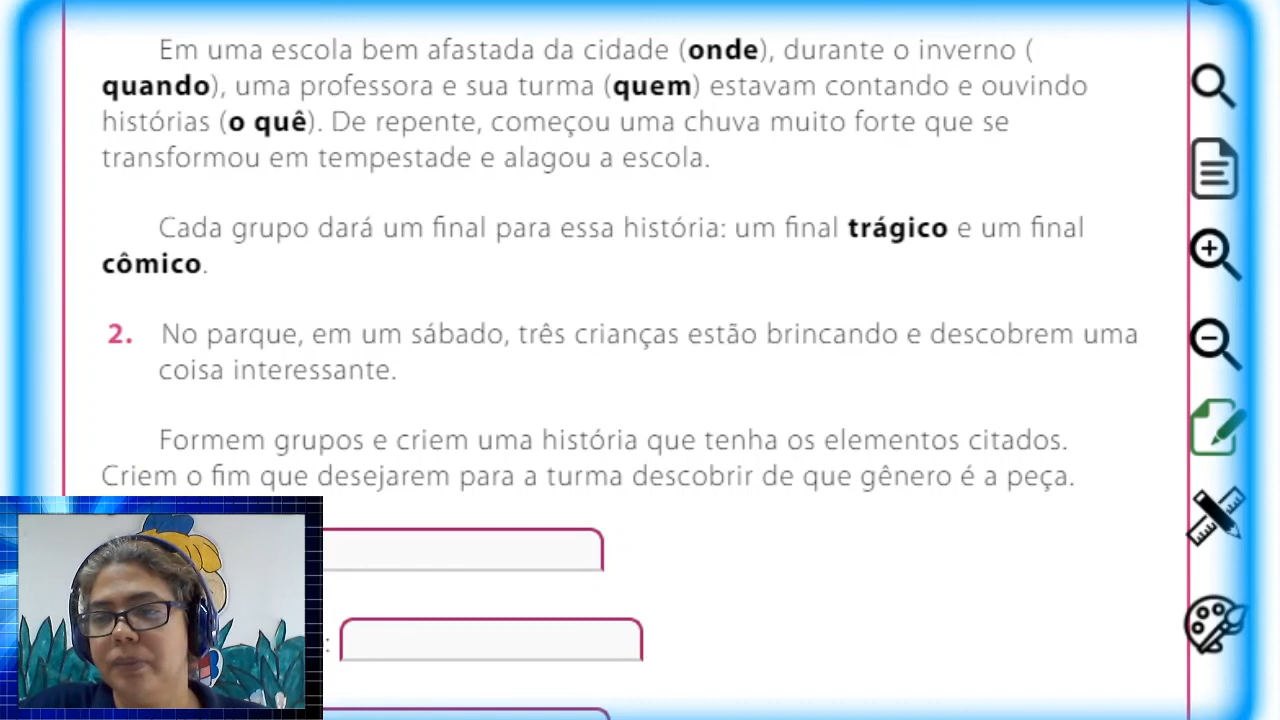 Em uma escola bem afastada da cidade (onde), durante o inverno (
quando), uma professora e sua turma (quem) estavam contando e ouvindo
histórias (o quê). De repente, começou uma chuva muito forte que se
transformou em tempestade e alagou a escola.
Cada grupo dará um final para essa história: um final trágico e um final
cômico.
2. No parque, em um sábado, três crianças estão brincando e descobrem uma
coisa interessante.
Formem grupos e criem uma história que tenha os elementos citados.
Criem o fim que desejarem para a turma descobrir de que gênero é a peça.
: